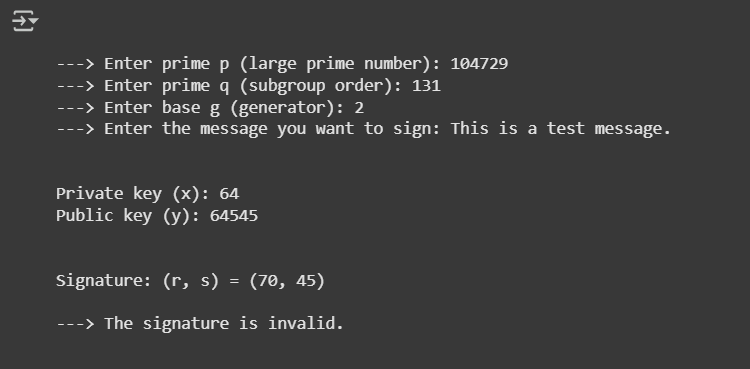 ---> Enter prime p (large prime number): 104729
---> Enter prime q (subgroup order): 131
---> Enter base g (generator): 2
---> Enter the message you want to sign: This is a test message.
Private key (x): 64
Public key (y): 64545
Signature: (r, s) = (70, 45)
---> The signature is invalid.